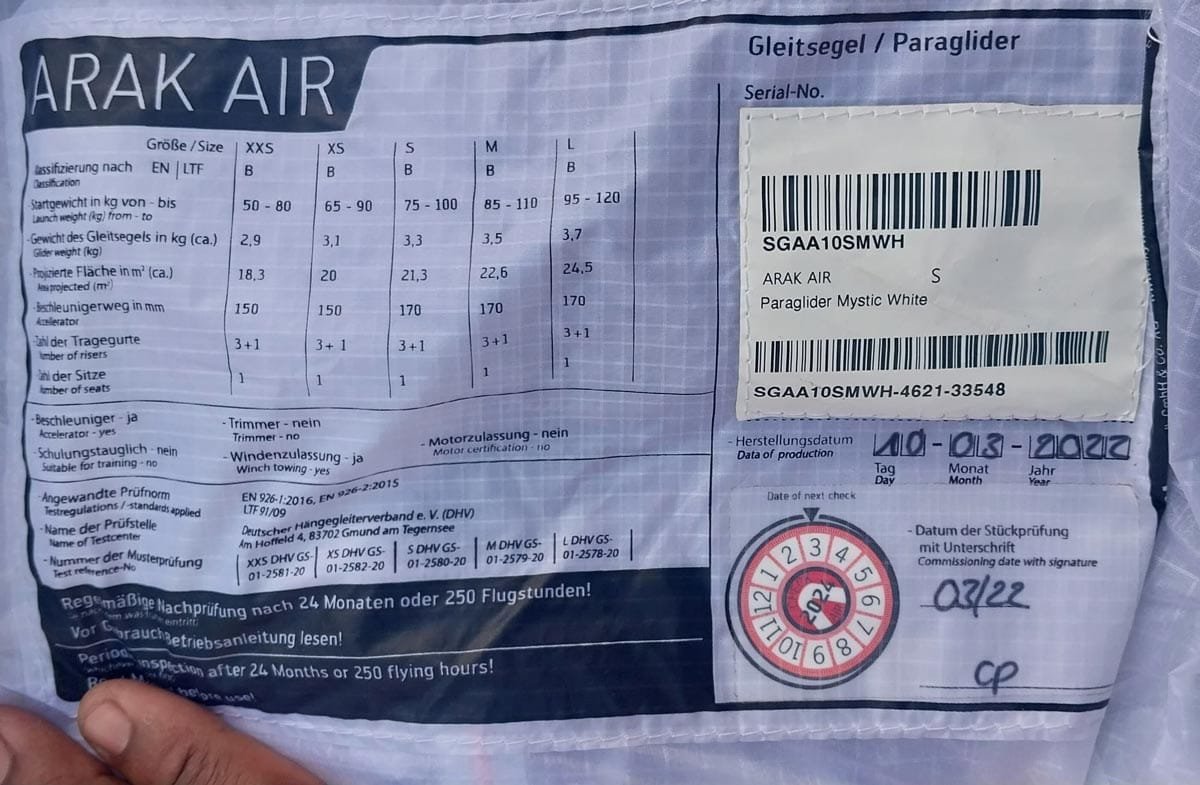 ARAK AIR
Größe / Size XXS XS S M L
Klassifizierung nach EN | LTF B B B B B
Classification
Startgewicht in kg von - bis 50 - 80 65 - 90 75 - 100 85 - 110 95 - 120
Launch weight (kg) from - to
Gewicht des Gleitsegels in kg (ca.) 2,9 3,1 3,3 3,5 3,7
Glider weight (kg)
Projizierte Fläche in m² (ca.) 18,3 20 21,3 22,6 24,5
Area projected (m²)
Beschleunigerweg in mm 150 150 170 170 170
Accelerator
Zahl der Tragegurte 3+1 3+ 1 3+1 3+1 3+1
Number of risers
Zahl der Sitze 1 1 1 1 1
Number of seats
- Beschleuniger - ja
Accelerator - yes
- Trimmer - nein
Trimmer - no
- Schulungstauglich - nein
Suitable for training - no
- Windenzulassung - ja
Winch towing - yes
- Motorzulassung - nein
Motor certification - no
- Angewandte Prüfnorm
Testregulations / -standards applied
EN 926-1:2016, EN 926-2:2015
LTF 91/09
- Name der Prüfstelle
Name of Testcenter
Deutscher Hängegleiterverband e. V. (DHV)
Am Hoffeld 4, 83702 Gmund am Tegernsee
- Nummer der Musterprüfung
Test reference-No
XXS DHV GS- XS DHV GS- S DHV GS- M DHV GS- L DHV GS-
01-2581-20 01-2582-20 01-2580-20 01-2579-20 01-2578-20
Regelmäßige Nachprüfung nach 24 Monaten oder 250 Flugstunden!
Vor Gebrauch Betriebsanleitung lesen!
Period. inspection after 24 Months or 250 flying hours!
before use!
Gleitsegel / Paraglider
Serial-No.
SGAA10SMWH
ARAK AIR S
Paraglider Mystic White
SGAA10SMWH-4621-33548
- Herstellungsdatum 10 - 03 - 2022
Data of production
Tag Monat Jahr
Day Month Year
Date of next check
1 2 3 4 5 6 7 8 9 10 11 12
2024
- Datum der Stückprüfung
mit Unterschrift
Commissioning date with signature
03/22
CP
GmbH & Co. KG